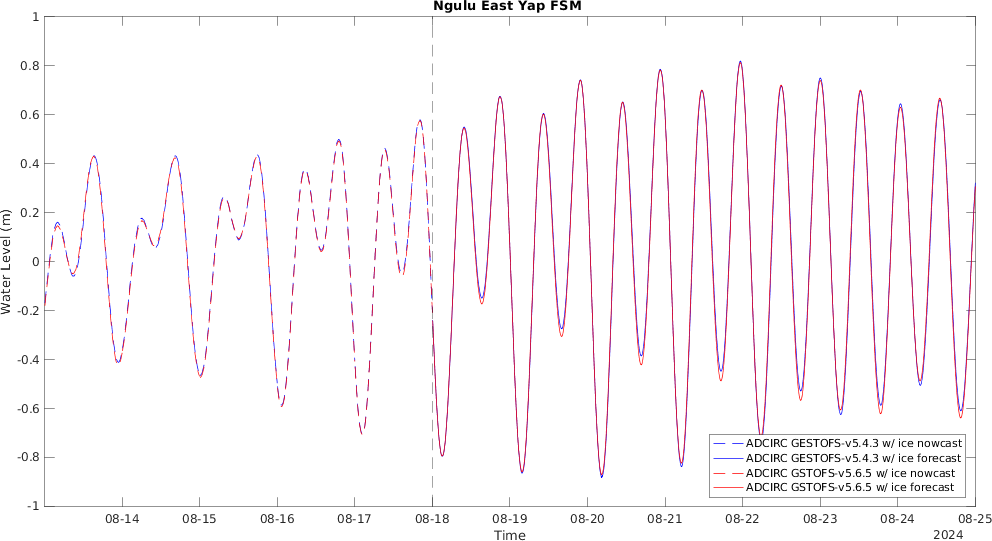 Ngulu East Yap FSM
1
0.8
0.6
0.4
0.2
0
-0.2
-0.4
-0.6
-0.8
-1
Water Level (m)
ADCIRC GESTOFS-v5.4.3 w/ ice nowcast
ADCIRC GESTOFS-v5.4.3 w/ ice forecast
ADCIRC GSTOFS-v5.6.5 w/ ice nowcast
ADCIRC GSTOFS-v5.6.5 w/ ice forecast
08-14 08-15 08-16 08-17 08-18 08-19 08-20 08-21 08-22 08-23 08-24 08-25
Time
2024